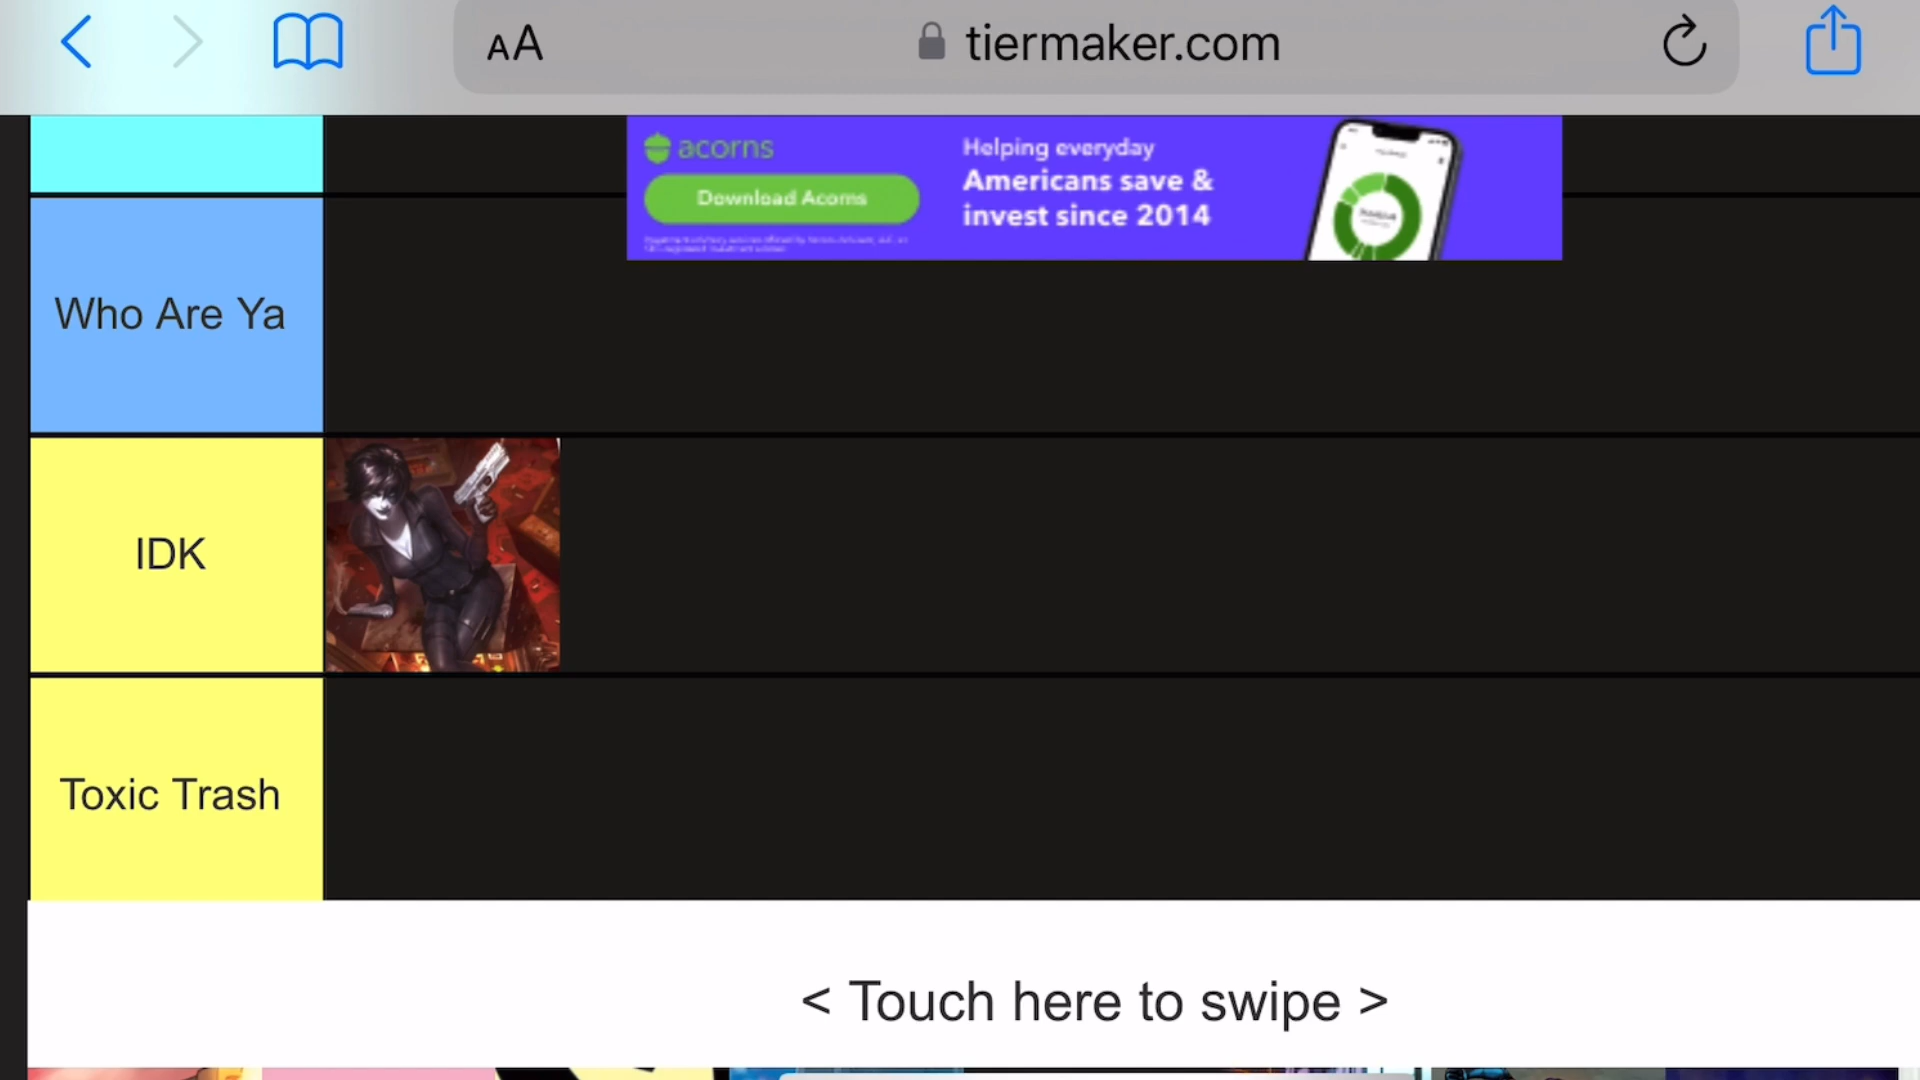 AA
tiermaker.com
acorns
Download Acorns
Helping everyday
Americans save &
invest since 2014
Who Are Ya
IDK
Toxic Trash
< Touch here to swipe >